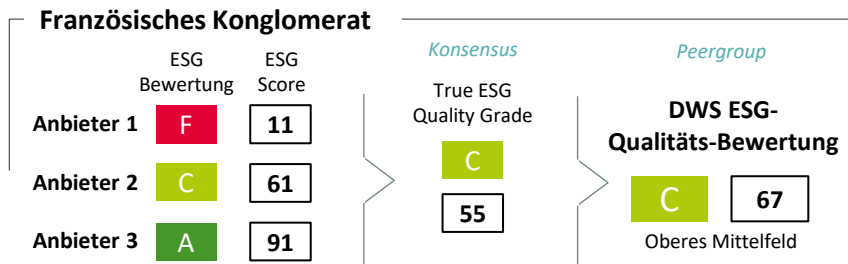 Französisches Konglomerat
ESG
Bewertung
ESG
Score
Anbieter 1
F
11
Anbieter 2
C
61
Anbieter 3
A
91
Konsensus
True ESG
Quality Grade
C
55
Peergroup
DWS ESG-
Qualitäts-Bewertung
C
67
Oberes Mittelfeld